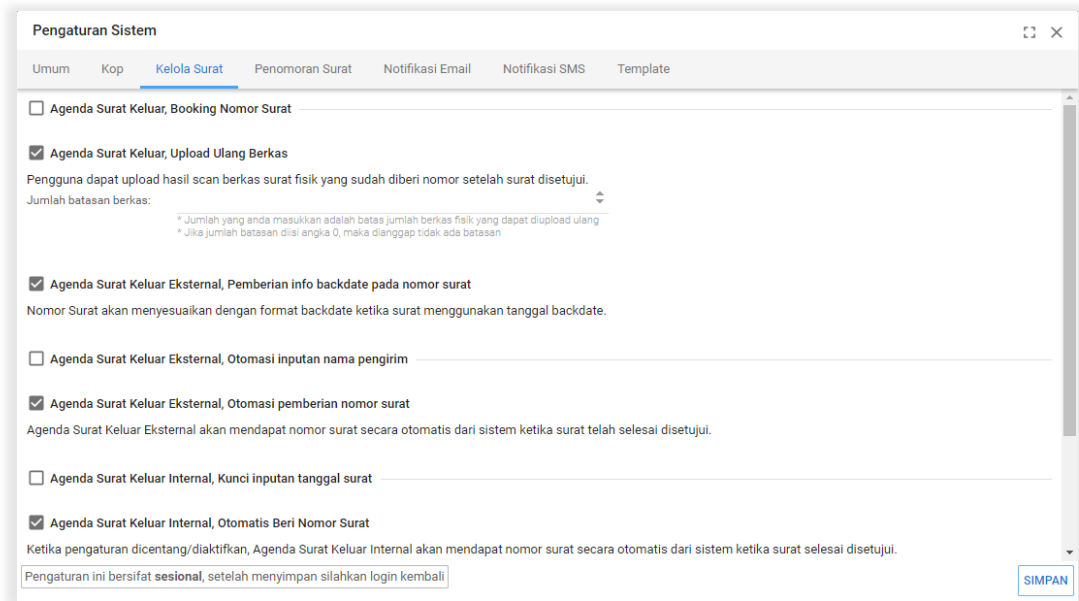 Pengaturan Sistem
Umum Kop Kelola Surat Penomoran Surat Notifikasi Email Notifikasi SMS Template
Agenda Surat Keluar, Booking Nomor Surat
Agenda Surat Keluar, Upload Ulang Berkas
Pengguna dapat upload hasil scan berkas surat fisik yang sudah diberi nomor setelah surat disetujui.
Jumlah batasan berkas:
* Jumlah yang anda masukkan adalah batas jumlah berkas fisik yang dapat diupload ulang
* Jika jumlah batasan diisi angka 0, maka dianggap tidak ada batasan
Agenda Surat Keluar Eksternal, Pemberian info backdate pada nomor surat
Nomor Surat akan menyesuaikan dengan format backdate ketika surat menggunakan tanggal backdate.
Agenda Surat Keluar Eksternal, Otomasi inputan nama pengirim
Agenda Surat Keluar Eksternal, Otomasi pemberian nomor surat
Agenda Surat Keluar Eksternal akan mendapat nomor surat secara otomatis dari sistem ketika surat telah selesai disetujui.
Agenda Surat Keluar Internal, Kunci inputan tanggal surat
Agenda Surat Keluar Internal, Otomatis Beri Nomor Surat
Ketika pengaturan dicentang/diaktifkan, Agenda Surat Keluar Internal akan mendapat nomor surat secara otomatis dari sistem ketika surat selesai disetujui.
Pengaturan ini bersifat sesional, setelah menyimpan silahkan login kembali
SIMPAN